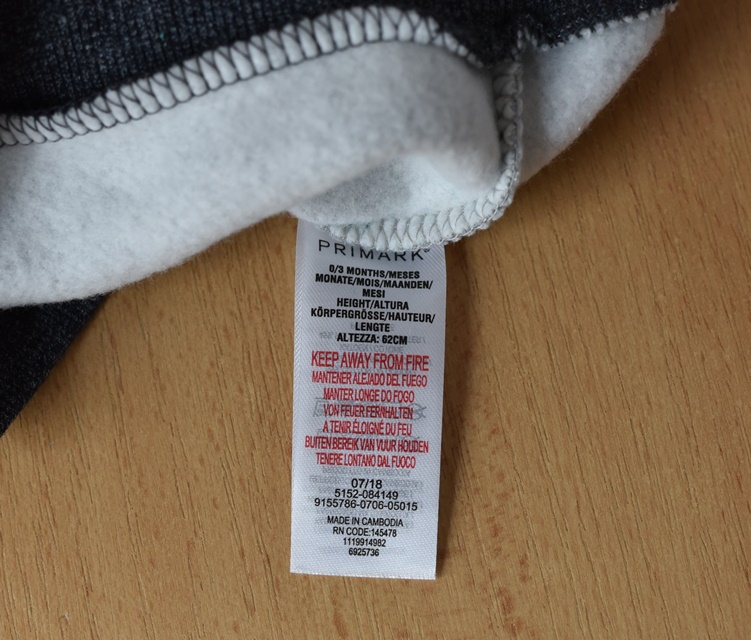 PRIMARK®
0/3 MONTHS/MESES
MONATE/MOIS/MAANDEN/
MESI
HEIGHT/ALTURA
KÖRPERGRÖSSE/HAUTEUR/
LENGTE
ALTEZZA: 62CM
KEEP AWAY FROM FIRE
MANTENER ALEJADO DEL FUEGO
MANTER LONGE DO FOGO
VON FEUER FERNHALTEN
A TENIR ÉLOIGNÉ DU FEU
BUITEN BEREIK VAN VUUR HOUDEN
TENERE LONTANO DAL FUOCO
07/18
5152-084149
9155786-0706-05015
MADE IN CAMBODIA
RN CODE:145478
1119914982
6925736